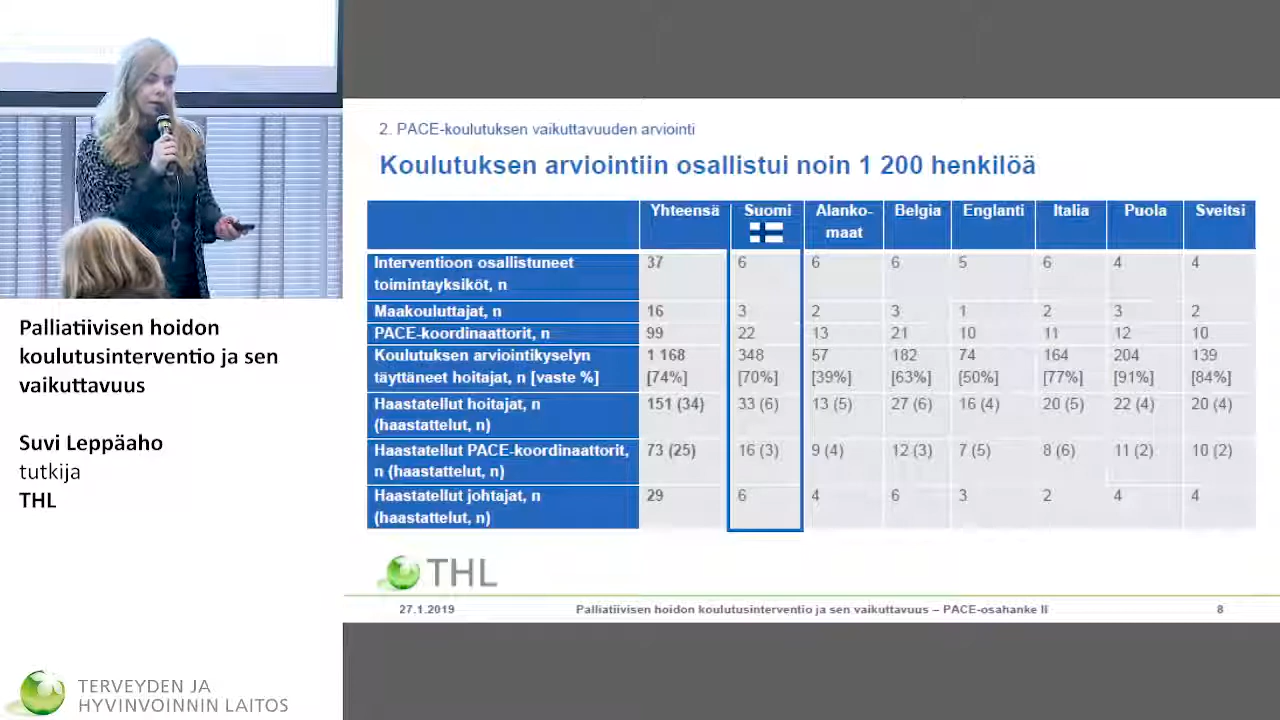 Palliatiivisen hoidon
koulutusinterventio ja sen
vaikuttavuus
Suvi Leppäaho
tutkija
THL
TERVEYDEN JA
HYVINVOINNIN LAITOS
2. PACE-koulutuksen vaikuttavuuden arviointi
Koulutuksen arviointiin osallistui noin 1 200 henkilöä
Yhteensä Suomi Alanko- Belgia Englanti Italia Puola Sveitsi
maat
Interventioon osallistuneet 37 6 6 6 5 6 4 4
toimintayksiköt, n
Maakouluttajat, n 16 3 2 3 1 2 3 2
PACE-koordinaattorit, n 99 22 13 21 10 11 12 10
Koulutuksen arviointikyselyn 1 168 348 57 182 74 164 204 139
täyttäneet hoitajat, n [vaste %] [74%] [70%] [39%] [63%] [50%] [77%] [91%] [84%]
Haastatellut hoitajat, n 151 (34) 33 (6) 13 (5) 27 (6) 16 (4) 20 (5) 22 (4) 20 (4)
(haastattelut, n)
Haastatellut PACE-koordinaattorit, 73 (25) 16 (3) 9 (4) 12 (3) 7 (5) 8 (6) 11 (2) 10 (2)
n (haastattelut, n)
Haastatellut johtajat, n 29 6 4 6 3 2 4 4
(haastattelut, n)
THL
27.1.2019 Palliatiivisen hoidon koulutusinterventio ja sen vaikuttavuus – PACE-osahanke II 8